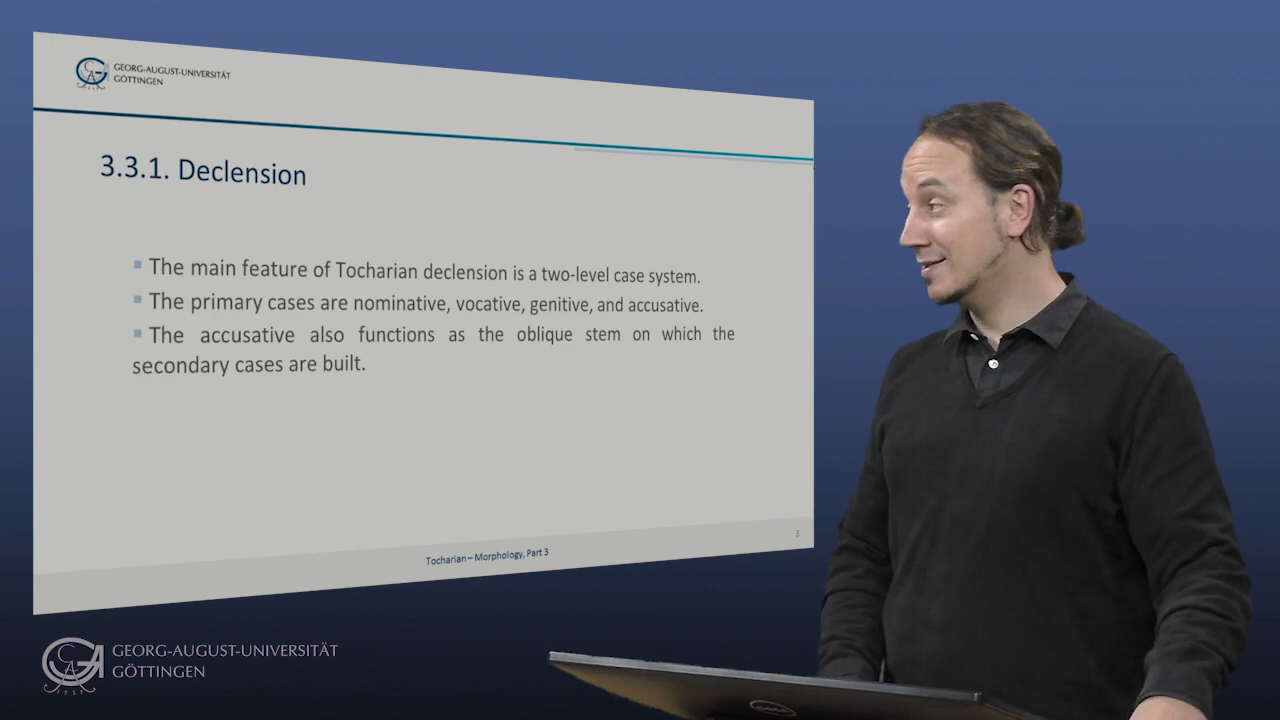 GEORG-AUGUST-UNIVERSITÄT
GÖTTINGEN
3.3.1. Declension
▪ The main feature of Tocharian declension is a two-level case system.
▪ The primary cases are nominative, vocative, genitive, and accusative.
▪ The accusative also functions as the oblique stem on which the
secondary cases are built.
3
Tocharian – Morphology, Part 3
GEORG-AUGUST-UNIVERSITÄT
GÖTTINGEN